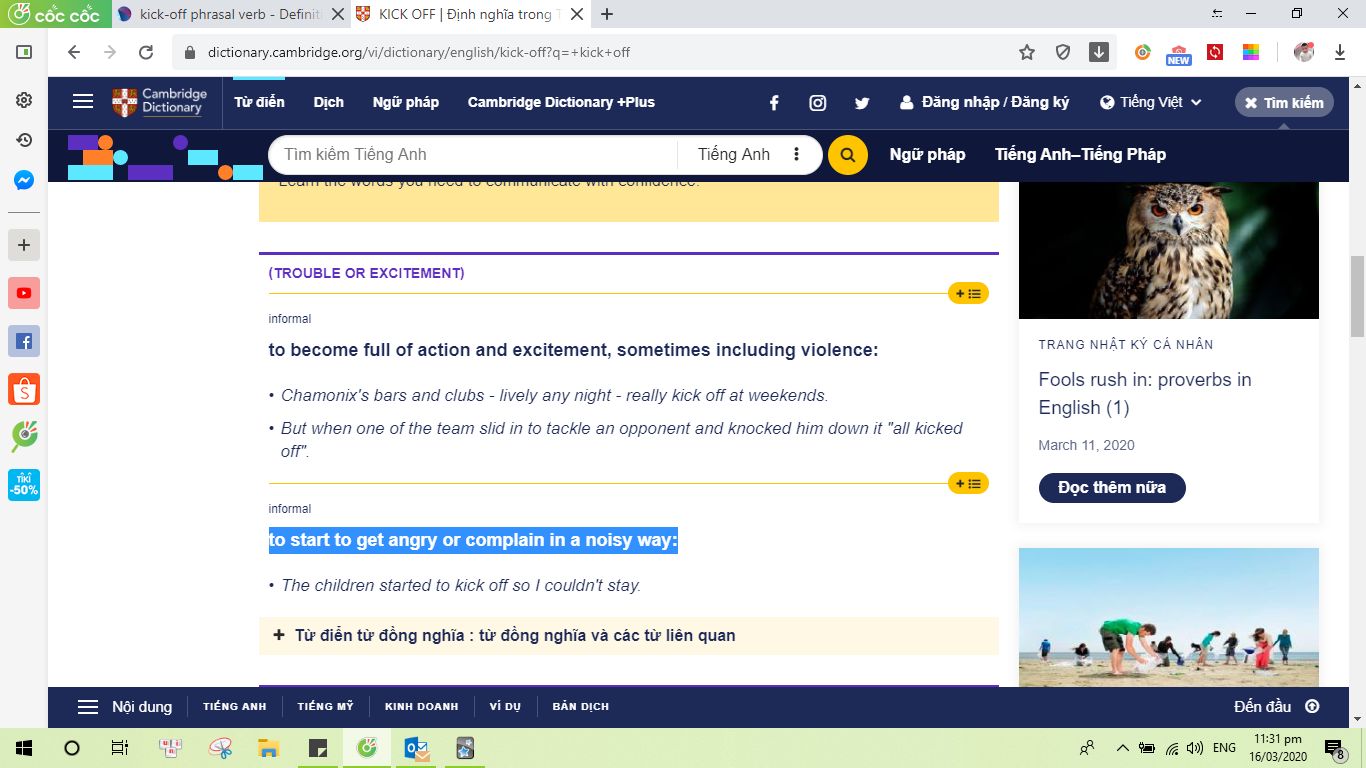 cốc cốc
kick-off phrasal verb - Definiti
KICK OFF | Định nghĩa trong T
dictionary.cambridge.org/vi/dictionary/english/kick-off?q=+kick+off
NEW
Cambridge
Dictionary
Từ điển
Dịch
Ngữ pháp
Cambridge Dictionary +Plus
Đăng nhập / Đăng ký
Tiếng Việt
Tìm kiếm
Tìm kiếm Tiếng Anh
Tiếng Anh
Ngữ pháp
Tiếng Anh–Tiếng Pháp
Learn the words you need to communicate with confidence.
(TROUBLE OR EXCITEMENT)
informal
to become full of action and excitement, sometimes including violence:
• Chamonix's bars and clubs - lively any night - really kick off at weekends.
• But when one of the team slid in to tackle an opponent and knocked him down it "all kicked
off".
informal
to start to get angry or complain in a noisy way:
• The children started to kick off so I couldn't stay.
+ Từ điển từ đồng nghĩa : từ đồng nghĩa và các từ liên quan
TRANG NHẬT KÝ CÁ NHÂN
Fools rush in: proverbs in
English (1)
March 11, 2020
Đọc thêm nữa
TIKI
-50%
Nội dung
TIẾNG ANH
TIẾNG MỸ
KINH DOANH
VÍ DỤ
BẢN DỊCH
Đến đầu
ENG
11:31 pm
16/03/2020
8